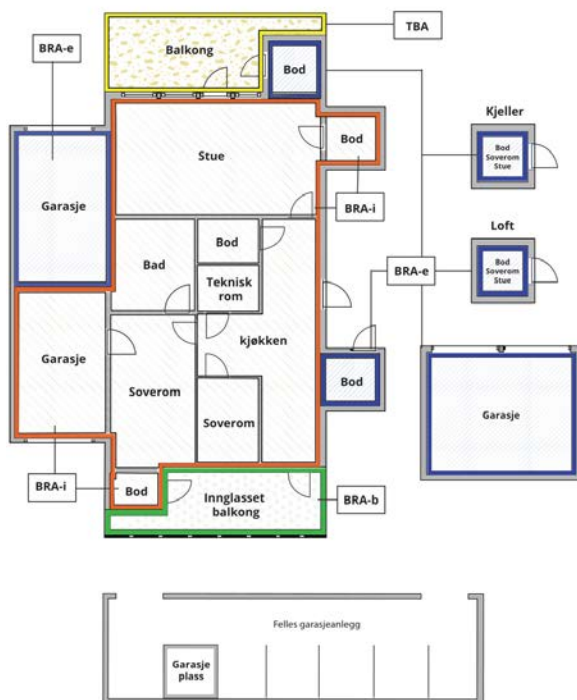 TBA
BRA-e
Balkong
Bod
Kjeller
Bod
Soverom
Stue
Stue
Bod
BRA-i
Garasje
Loft
Bod
Soverom
Stue
Bad
Bod
BRA-e
Teknisk
rom
Garasje
kjøkken
Soverom
Soverom
Bod
Garasje
BRA-i
Bod
Innglasset
balkong
BRA-b
Felles garasjeanlegg
Garasje
plass